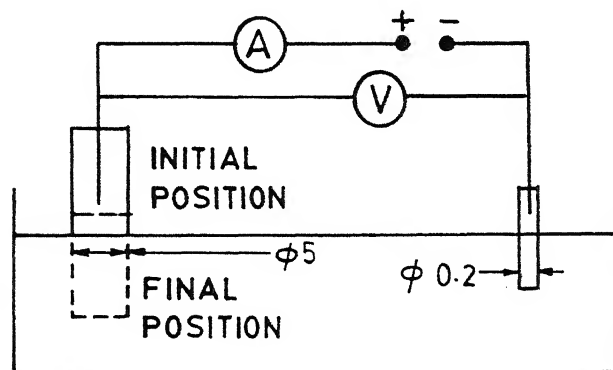 + -
A
V
INITIAL
POSITION
ϕ5
ϕ 0.2
FINAL
POSITION